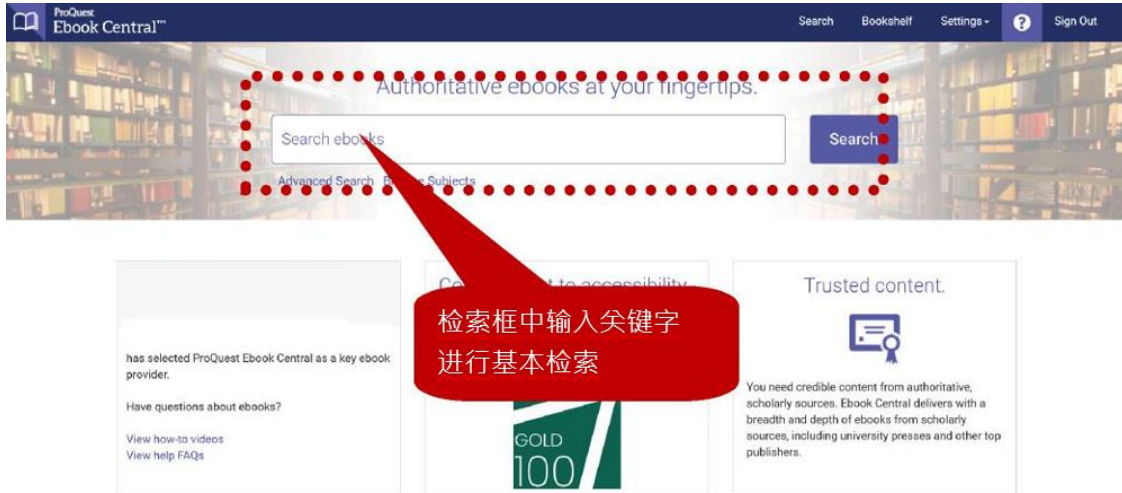 ProQuest
Ebook Central™
Search Bookshelf Settings ? Sign Out
Authoritative ebooks at your fingertips.
Search ebooks
Search
Advanced Search Subjects
has selected ProQuest Ebook Central as a key ebook
provider.
Have questions about ebooks?
View how-to videos
View help FAQs
to accessibility
检索框中输入关键字
进行基本检索
GOLD
100
Trusted content.
You need credible content from authoritative,
scholarly sources. Ebook Central delivers with a
breadth and depth of ebooks from scholarly
sources, including university presses and other top
publishers.